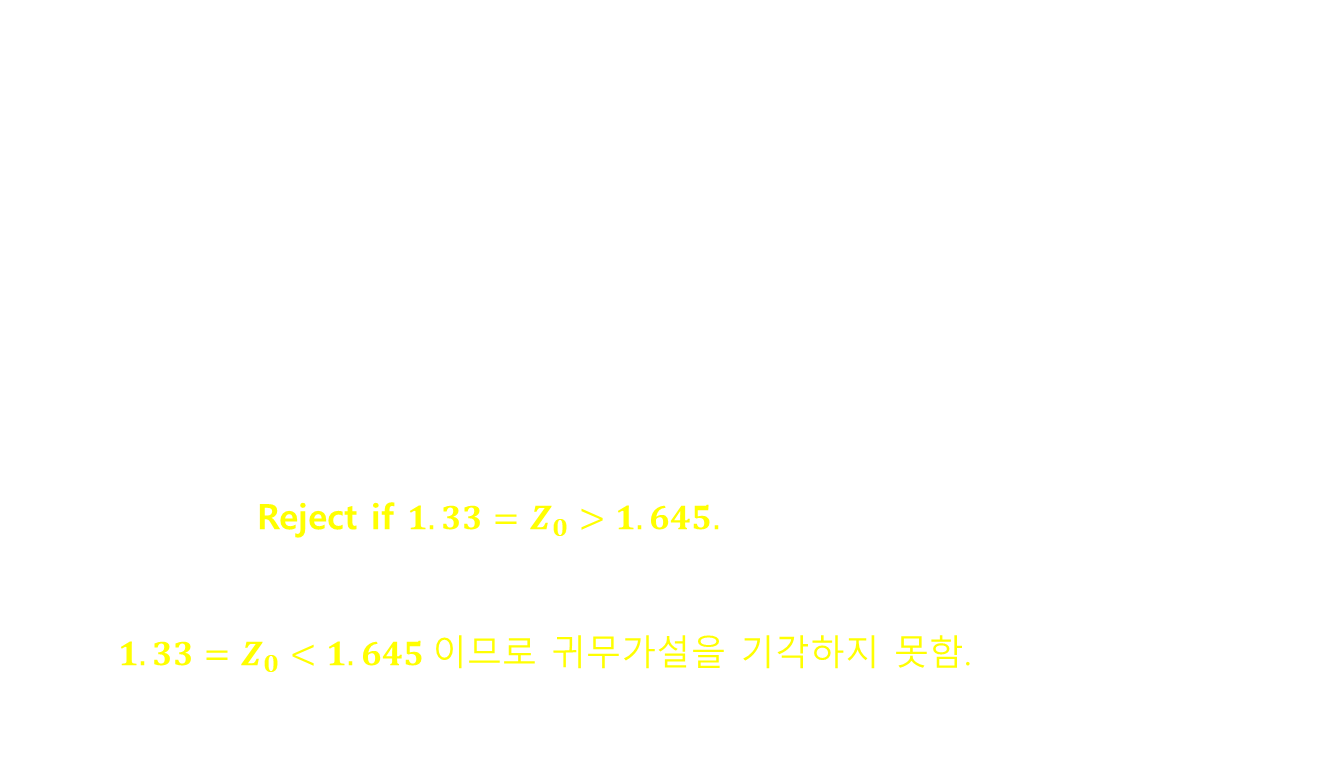 Reject if 1.33 = Z₀ > 1.645.
1.33 = Z₀ < 1.645 이므로 귀무가설을 기각하지 못함.